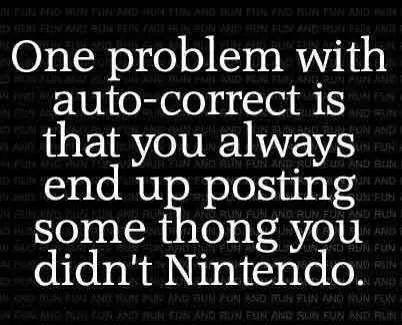 One problem with
auto-correct is
that you always
end up posting
some thong you
didn't Nintendo.